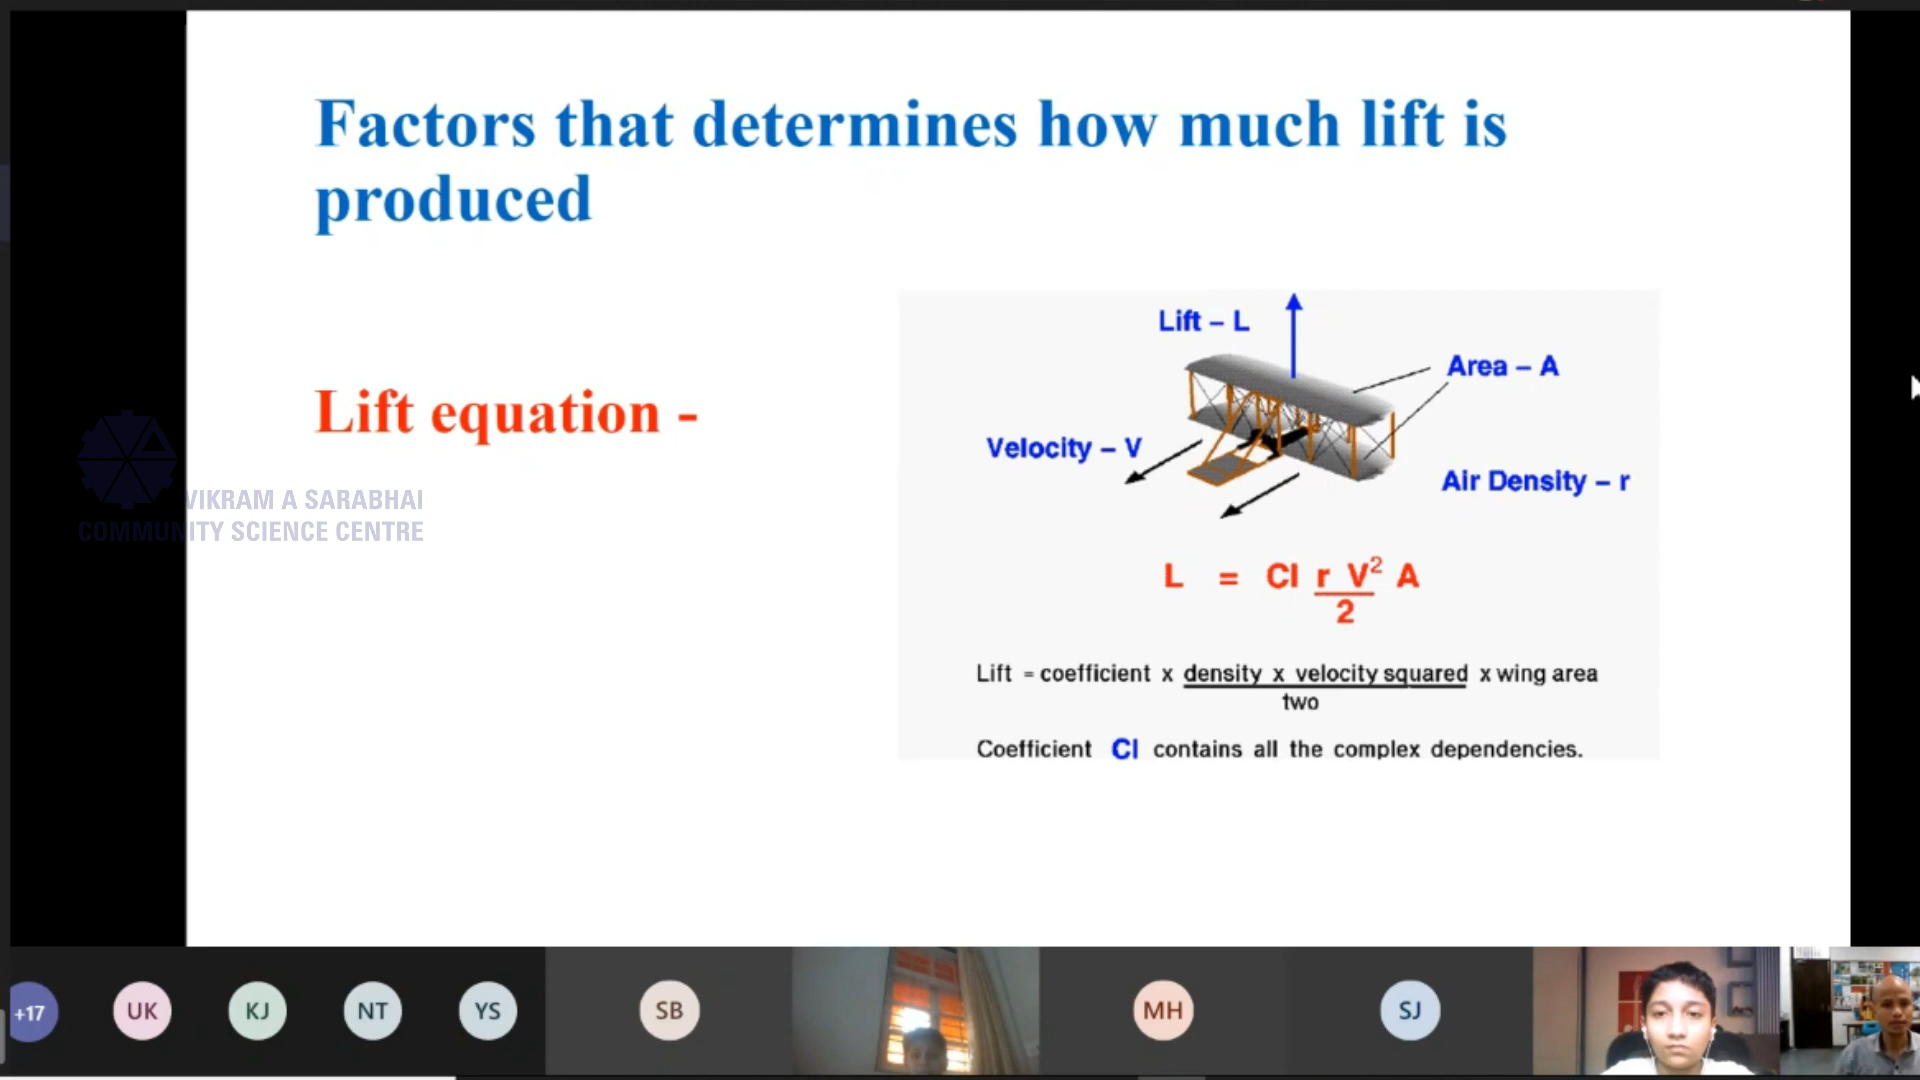 Factors that determines how much lift is
produced
Lift equation -
VIKRAM A SARABHAI
COMMUNITY SCIENCE CENTRE
Lift – L
Area – A
Velocity – V
Air Density – r
L = Cl r V² A
2
Lift = coefficient x density x velocity squared x wing area
two
Coefficient Cl contains all the complex dependencies.
+17
UK
KJ
NT
YS
SB
MH
SJ